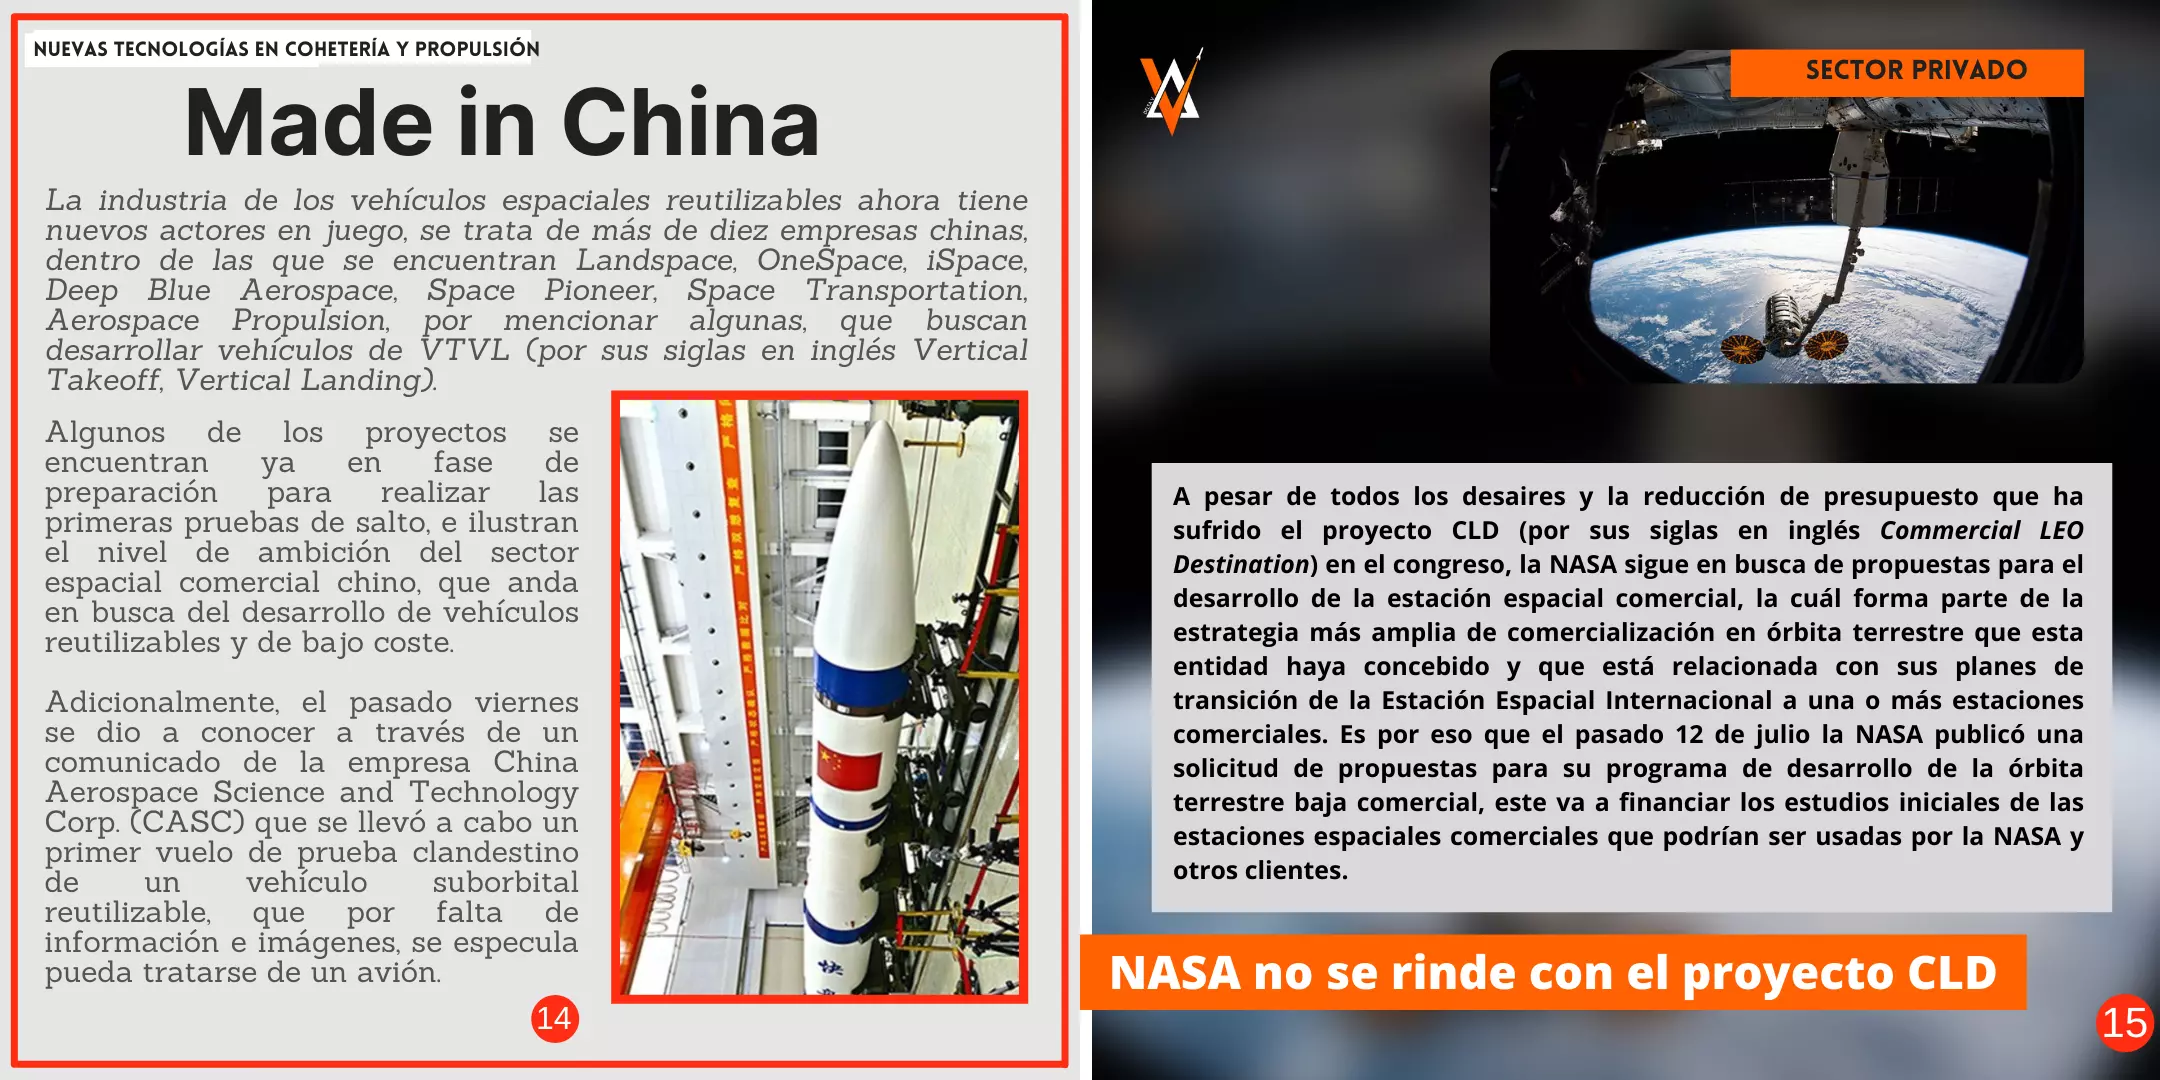 NUEVAS TECNOLOGÍAS EN COHETERÍA Y PROPULSIÓN
Made in China
La industria de los vehículos espaciales reutilizables ahora tiene
nuevos actores en juego, se trata de más de diez empresas chinas,
dentro de las que se encuentran Landspace, OneSpace, iSpace,
Deep Blue Aerospace, Space Pioneer, Space Transportation,
Aerospace Propulsion, por mencionar algunas, que buscan
desarrollar vehículos de VTVL (por sus siglas en inglés Vertical
Takeoff, Vertical Landing).
Algunos de los proyectos se
encuentran ya en fase de
preparación para realizar las
primeras pruebas de salto, e ilustran
el nivel de ambición del sector
espacial comercial chino, que anda
en busca del desarrollo de vehículos
reutilizables y de bajo coste.
Adicionalmente, el pasado viernes
se dio a conocer a través de un
comunicado de la empresa China
Aerospace Science and Technology
Corp. (CASC) que se llevó a cabo un
primer vuelo de prueba clandestino
de un vehículo suborbital
reutilizable, que por falta de
información e imágenes, se especula
pueda tratarse de un avión.
14
SECTOR PRIVADO
A pesar de todos los desaires y la reducción de presupuesto que ha
sufrido el proyecto CLD (por sus siglas en inglés Commercial LEO
Destination) en el congreso, la NASA sigue en busca de propuestas para el
desarrollo de la estación espacial comercial, la cuál forma parte de la
estrategia más amplia de comercialización en órbita terrestre que esta
entidad haya concebido y que está relacionada con sus planes de
transición de la Estación Espacial Internacional a una o más estaciones
comerciales. Es por eso que el pasado 12 de julio la NASA publicó una
solicitud de propuestas para su programa de desarrollo de la órbita
terrestre baja comercial, este va a financiar los estudios iniciales de las
estaciones espaciales comerciales que podrían ser usadas por la NASA y
otros clientes.
NASA no se rinde con el proyecto CLD
15